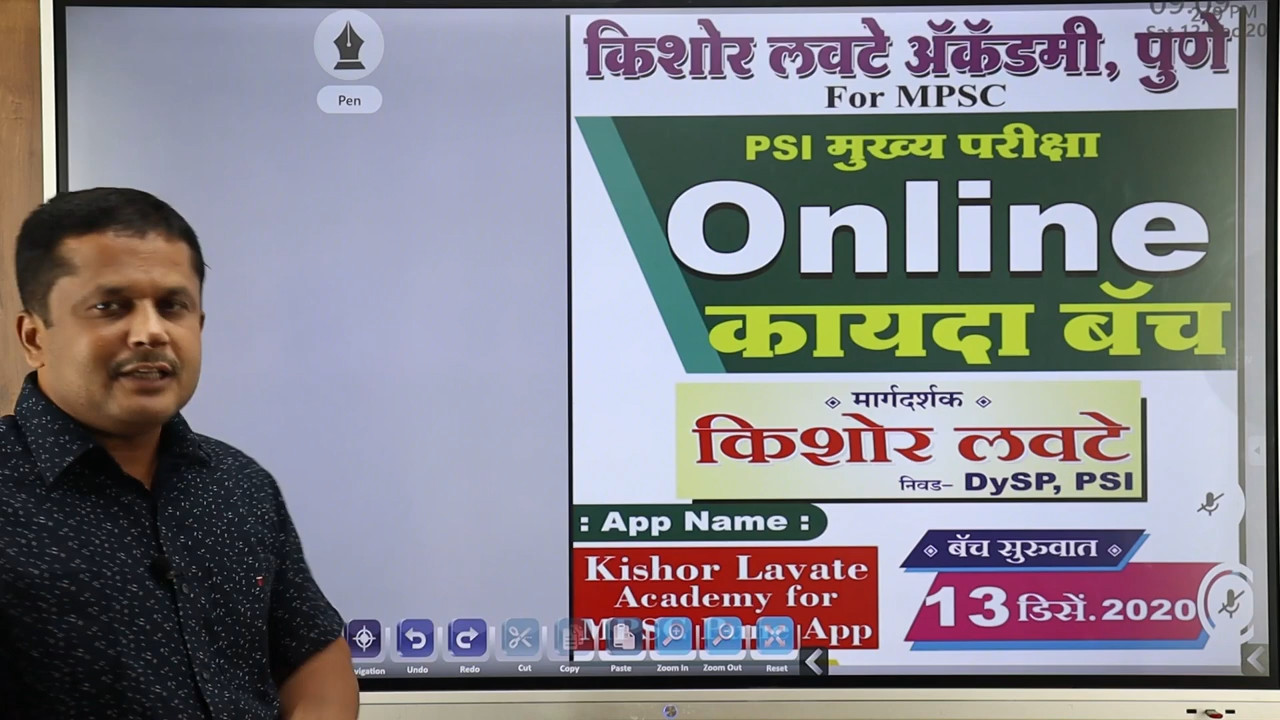 किशोर लवटे ॲकॅडमी, पुणे
For MPSC
PSI मुख्य परीक्षा
Online
कायदा बॅच
मार्गदर्शक
किशोर लवटे
निवड– DySP, PSI
: App Name :
Kishor Lavate
Academy for
App
बॅच सुरुवात
13 डिसें. 2020
Pen
Undo
Redo
Cut
Copy
Paste
Zoom In
Zoom Out
Reset